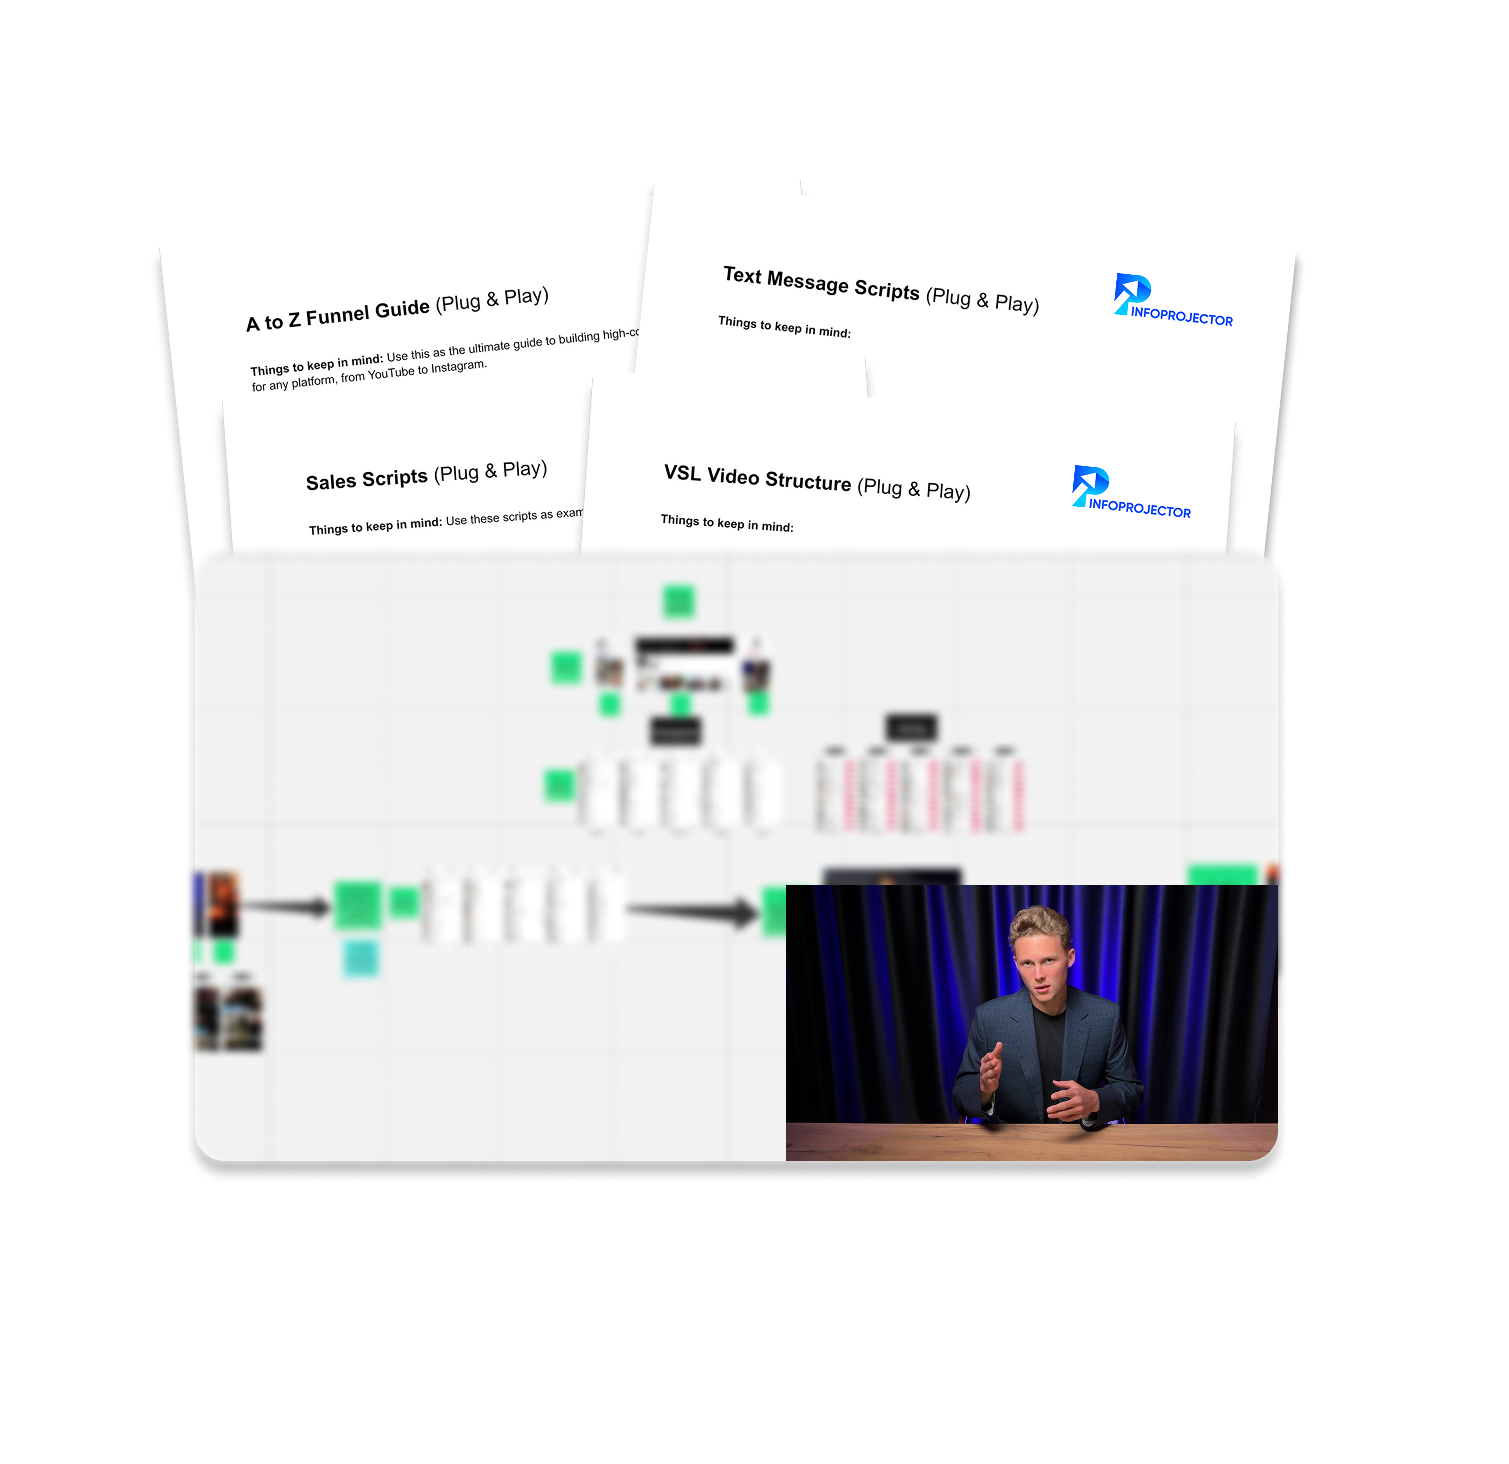 A to Z Funnel Guide (Plug & Play)
Things to keep in mind: Use this as the ultimate guide to building high-co
for any platform, from YouTube to Instagram.
Text Message Scripts (Plug & Play)
INFOPROJECTOR
Things to keep in mind:
Sales Scripts (Plug & Play)
Things to keep in mind: Use these scripts as exam
VSL Video Structure (Plug & Play)
INFOPROJECTOR
Things to keep in mind: